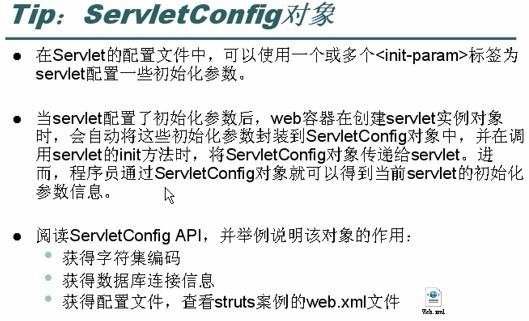 Tip: ServletConfig对象
在Servlet的配置文件中，可以使用一个或多个<init-param>标签为
servlet配置一些初始化参数。
当servlet配置了初始化参数后，web容器在创建servlet实例对象
时，会自动将这些初始化参数封装到ServletConfig对象中，并在调
用servlet的init方法时，将ServletConfig对象传递给servlet。进
而，程序员通过ServletConfig对象就可以得到当前servlet的初始化
参数信息。
阅读ServletConfig API，并举例说明该对象的作用：
获得字符集编码
获得数据库连接信息
获得配置文件，查看struts案例的web.xml文件
Web.xml